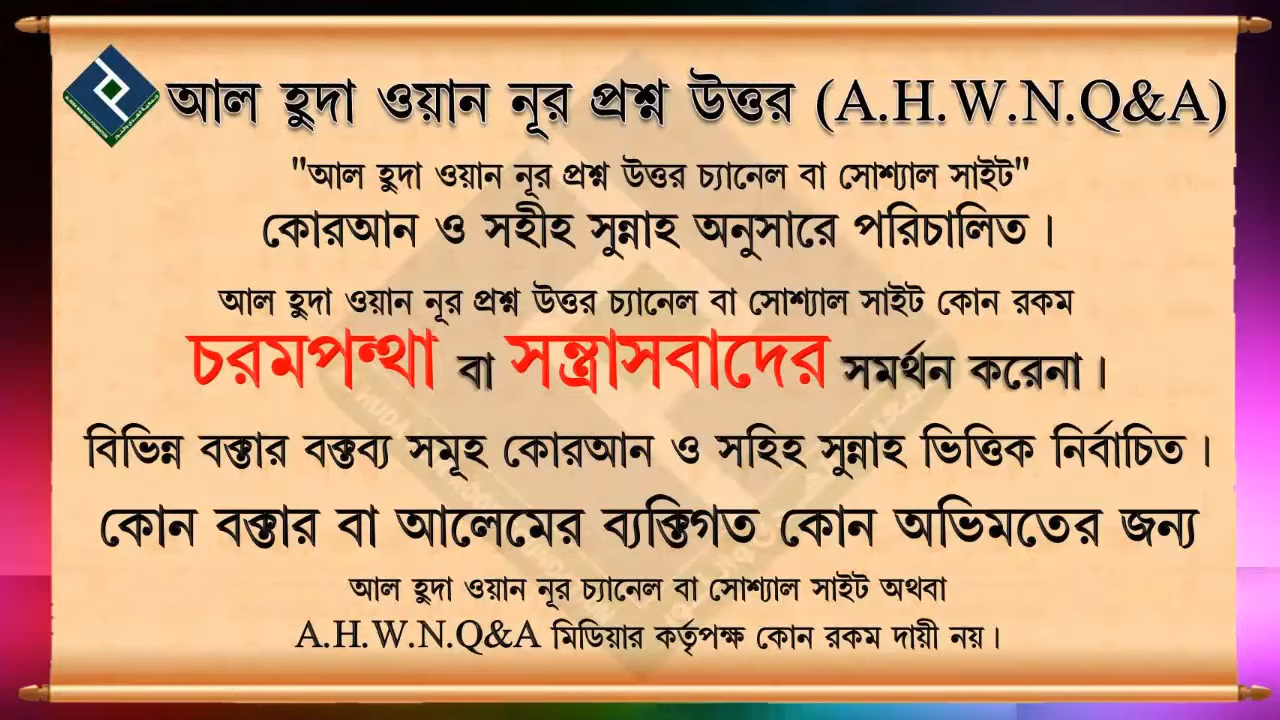 আল হুদা ওয়ান নূর প্রশ্ন উত্তর (A.H.W.N.Q&A)
"আল হুদা ওয়ান নূর প্রশ্ন উত্তর চ্যানেল বা সোশ্যাল সাইট"
কোরআন ও সহীহ সুন্নাহ অনুসারে পরিচালিত।
আল হুদা ওয়ান নূর প্রশ্ন উত্তর চ্যানেল বা সোশ্যাল সাইট কোন রকম
চরমপন্থা বা সন্ত্রাসবাদের সমর্থন করেনা।
বিভিন্ন বক্তার বক্তব্য সমূহ কোরআন ও সহিহ সুন্নাহ ভিত্তিক নির্বাচিত।
কোন বক্তার বা আলেমের ব্যক্তিগত কোন অভিমতের জন্য
আল হুদা ওয়ান নূর চ্যানেল বা সোশ্যাল সাইট অথবা
A.H.W.N.Q&A মিডিয়ার কর্তৃপক্ষ কোন রকম দায়ী নয়।